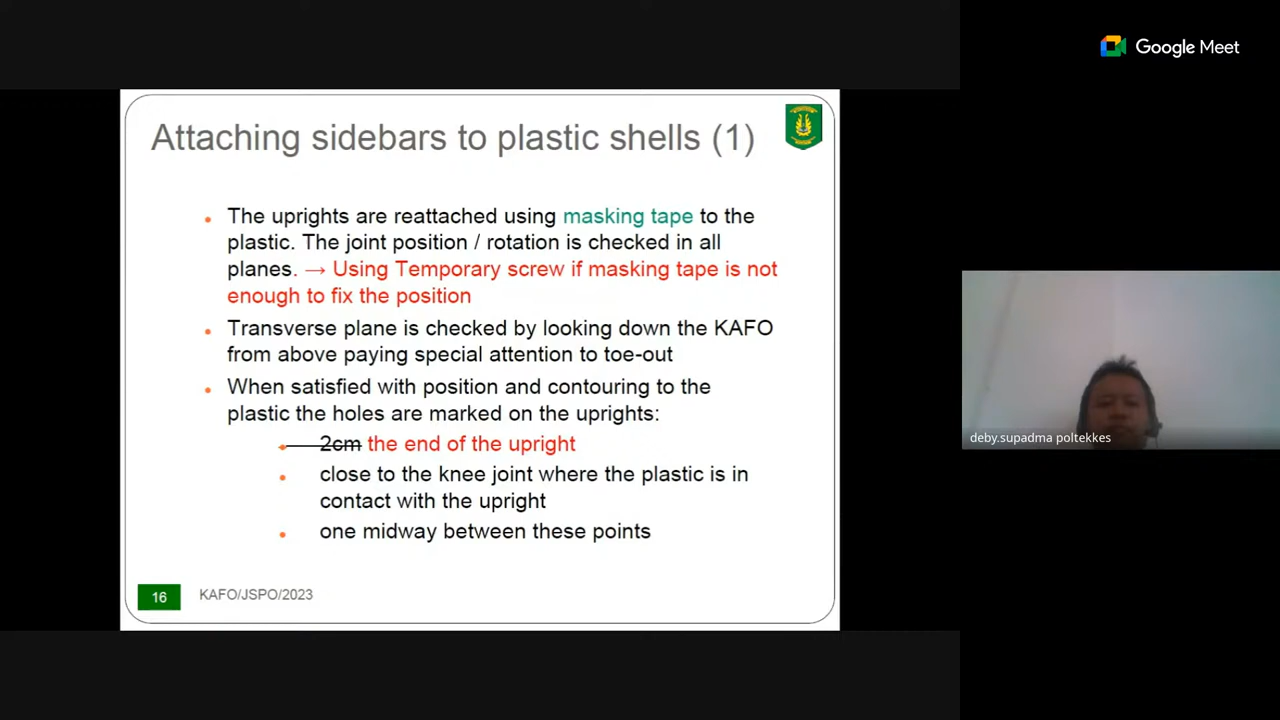 Google Meet
Attaching sidebars to plastic shells (1)
The uprights are reattached using masking tape to the
plastic. The joint position / rotation is checked in all
planes. → Using Temporary screw if masking tape is not
enough to fix the position
Transverse plane is checked by looking down the KAFO
from above paying special attention to toe-out
When satisfied with position and contouring to the
plastic the holes are marked on the uprights:
2cm the end of the upright
close to the knee joint where the plastic is in
contact with the upright
one midway between these points
16
KAFO/JSPO/2023
deby.supadma poltekkes